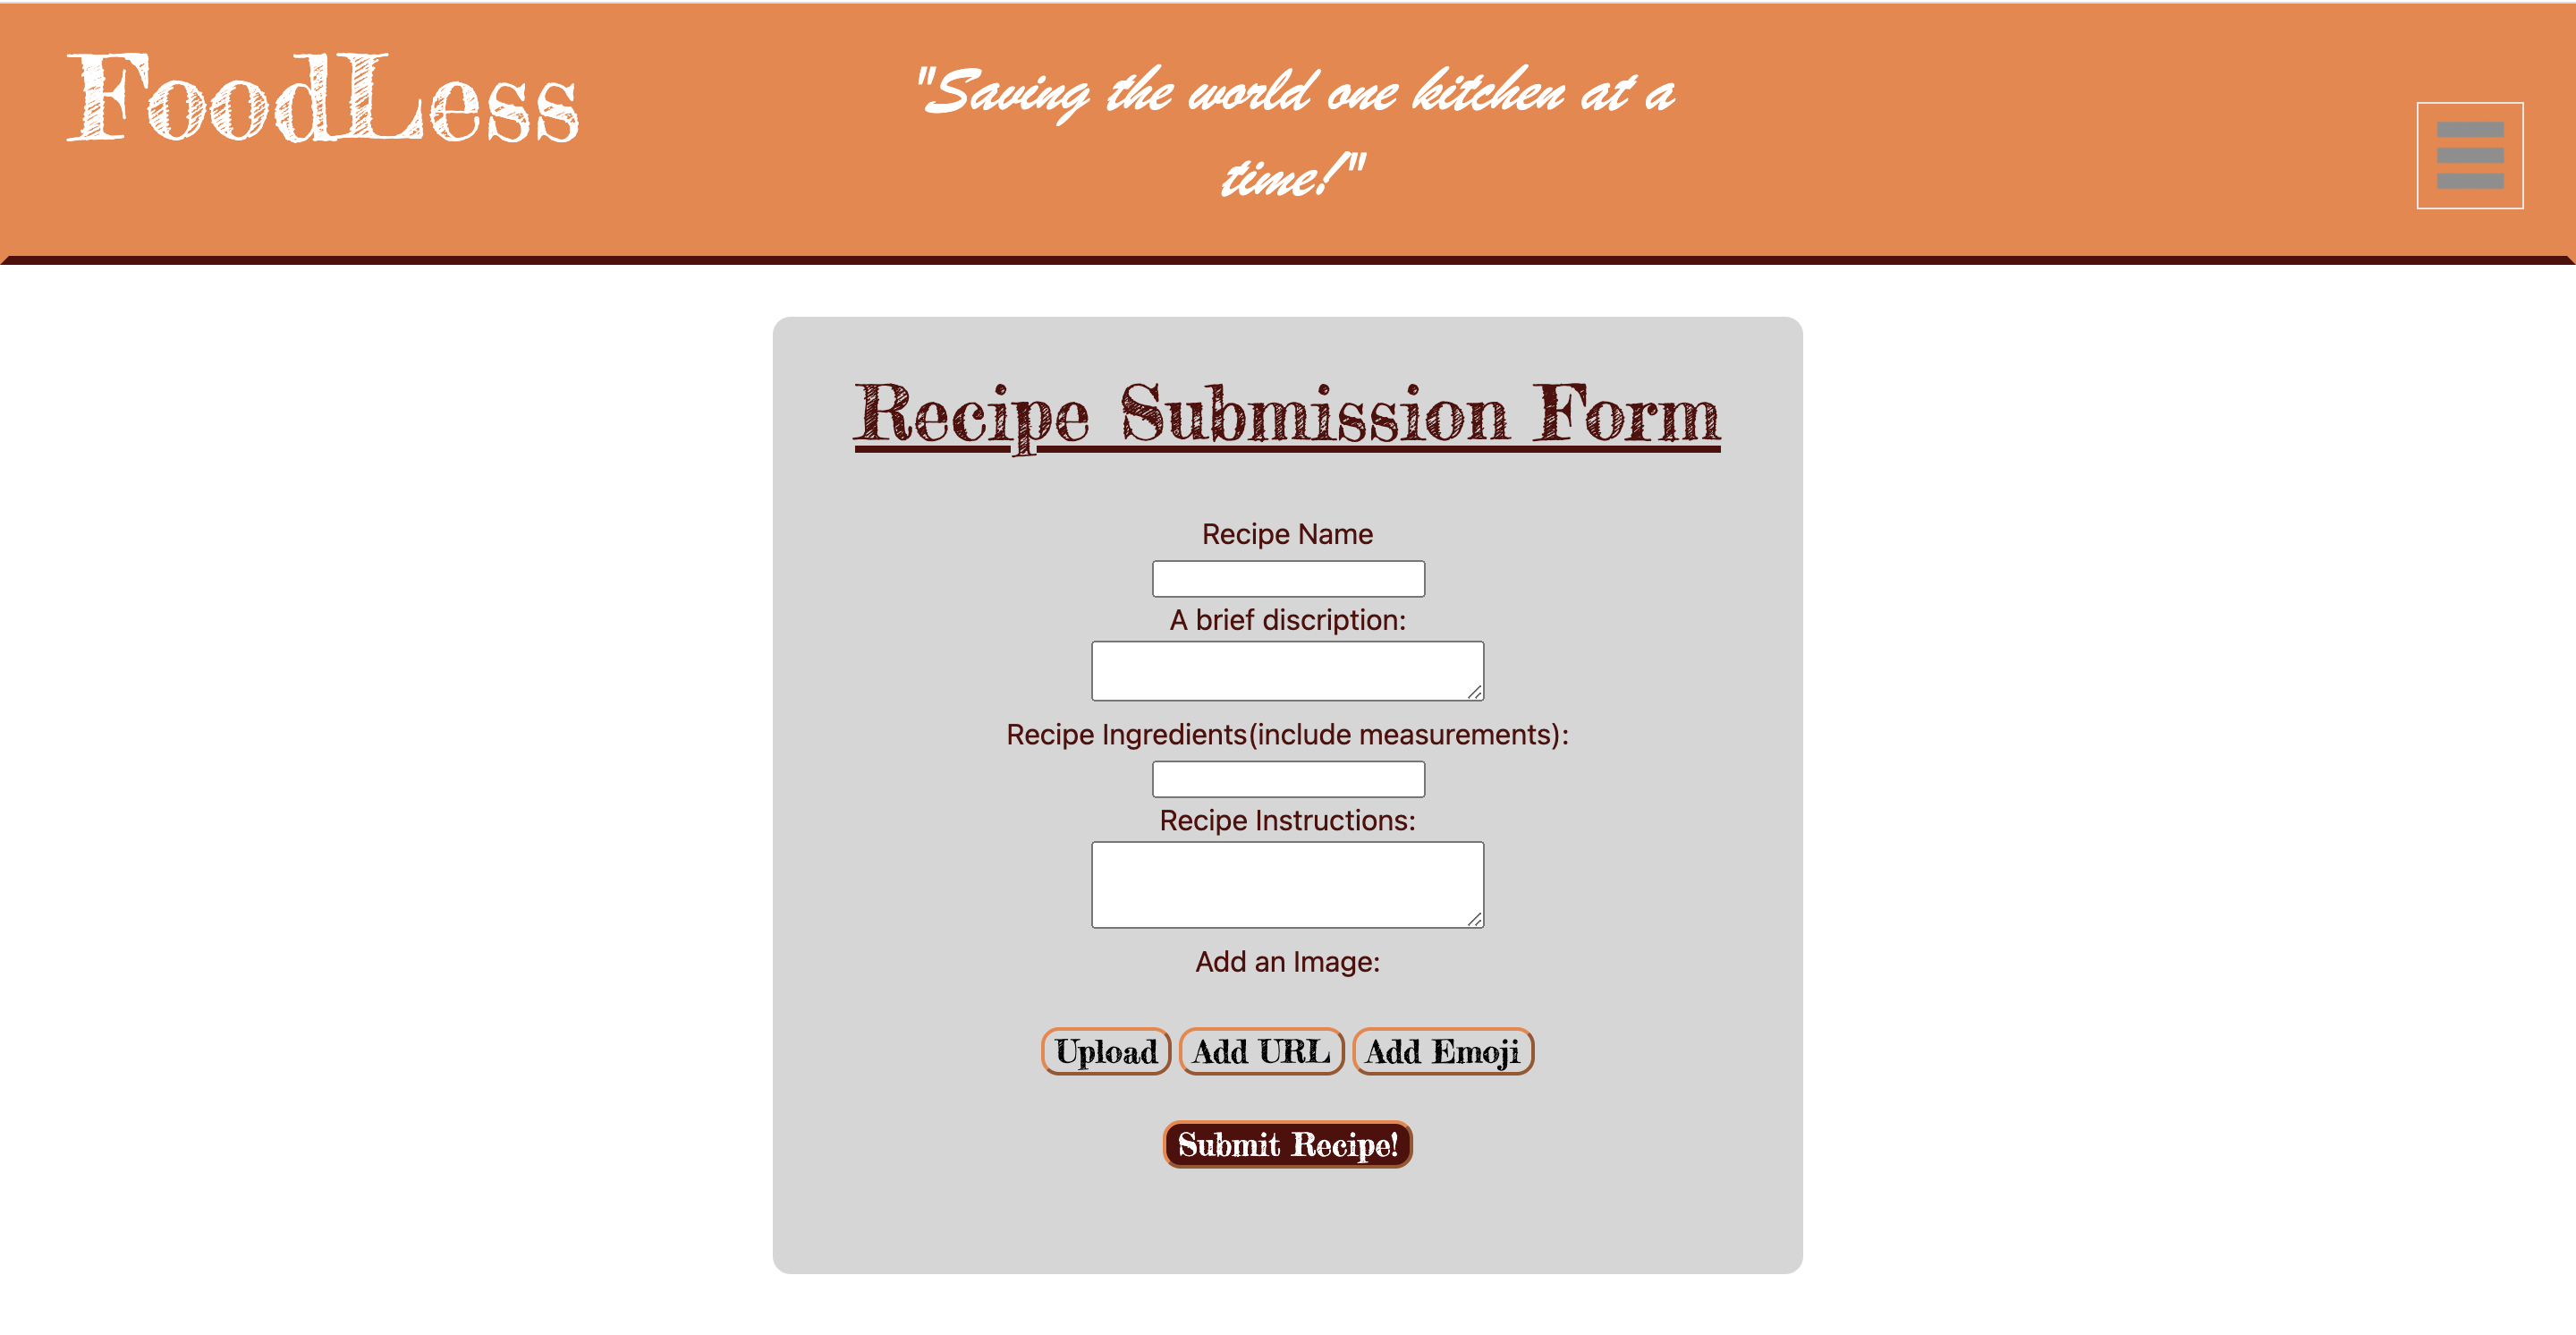 FoodLess
"Saving the world one kitchen at a
time!"
Recipe Submission Form
Recipe Name
A brief discription:
Recipe Ingredients(include measurements):
Recipe Instructions:
Add an Image:
Upload Add URL Add Emoji
Submit Recipe!